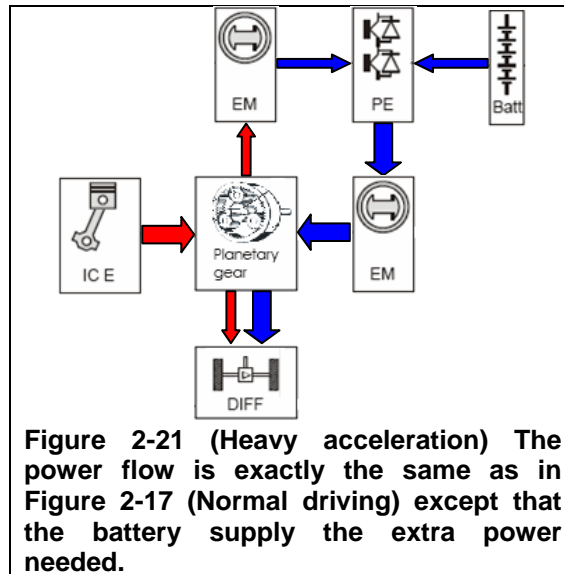 EM
PE
Batt
IC E
Planetary
gear
EM
DIFF
Figure 2-21 (Heavy acceleration) The
power flow is exactly the same as in
Figure 2-17 (Normal driving) except that
the battery supply the extra power
needed.